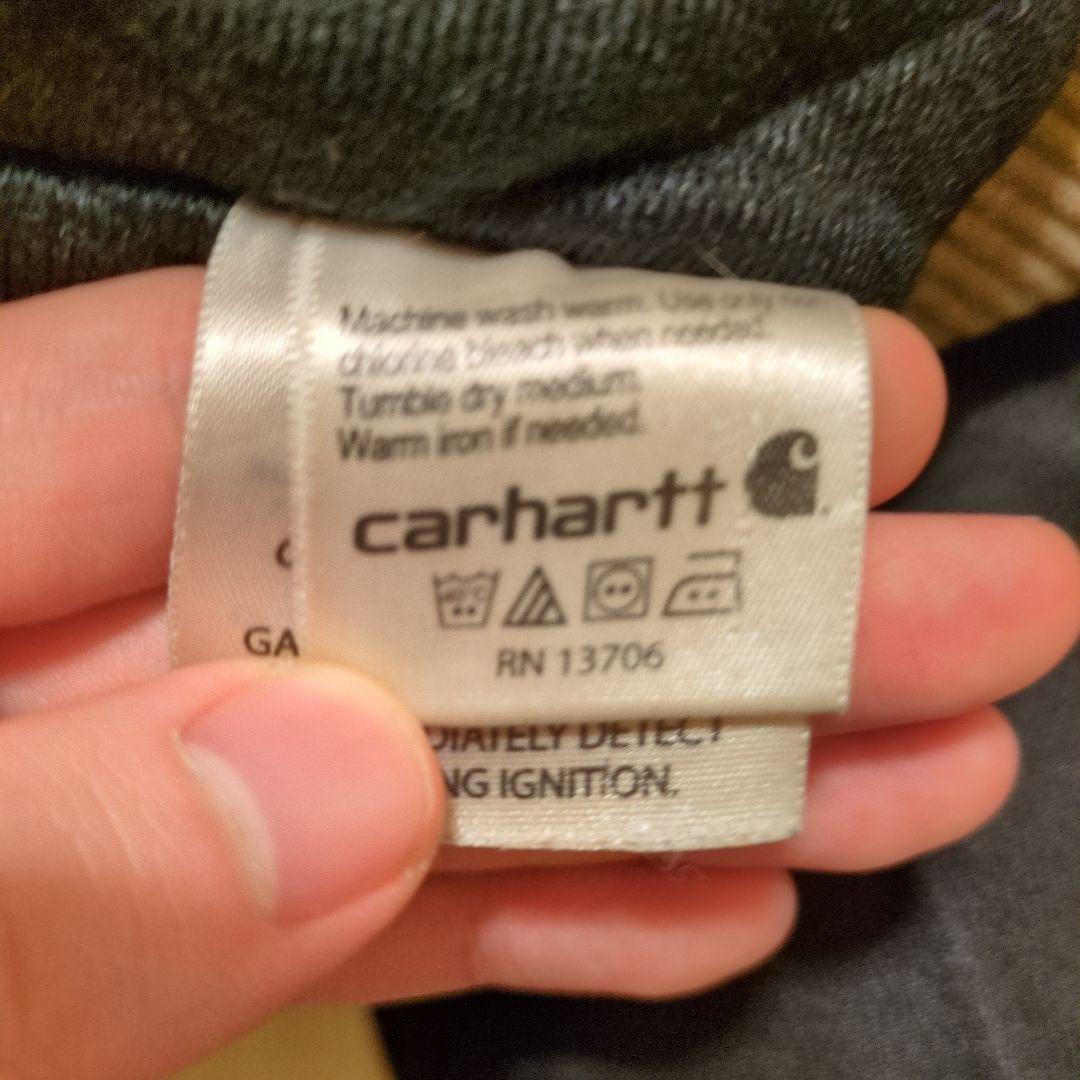 Machine wash warm. Use only non
chlorine bleach when needed.
Tumble dry medium.
Warm iron if needed.
carhartt
40°C
RN 13706
GA
DIATELY DETECT
NG IGNITION.